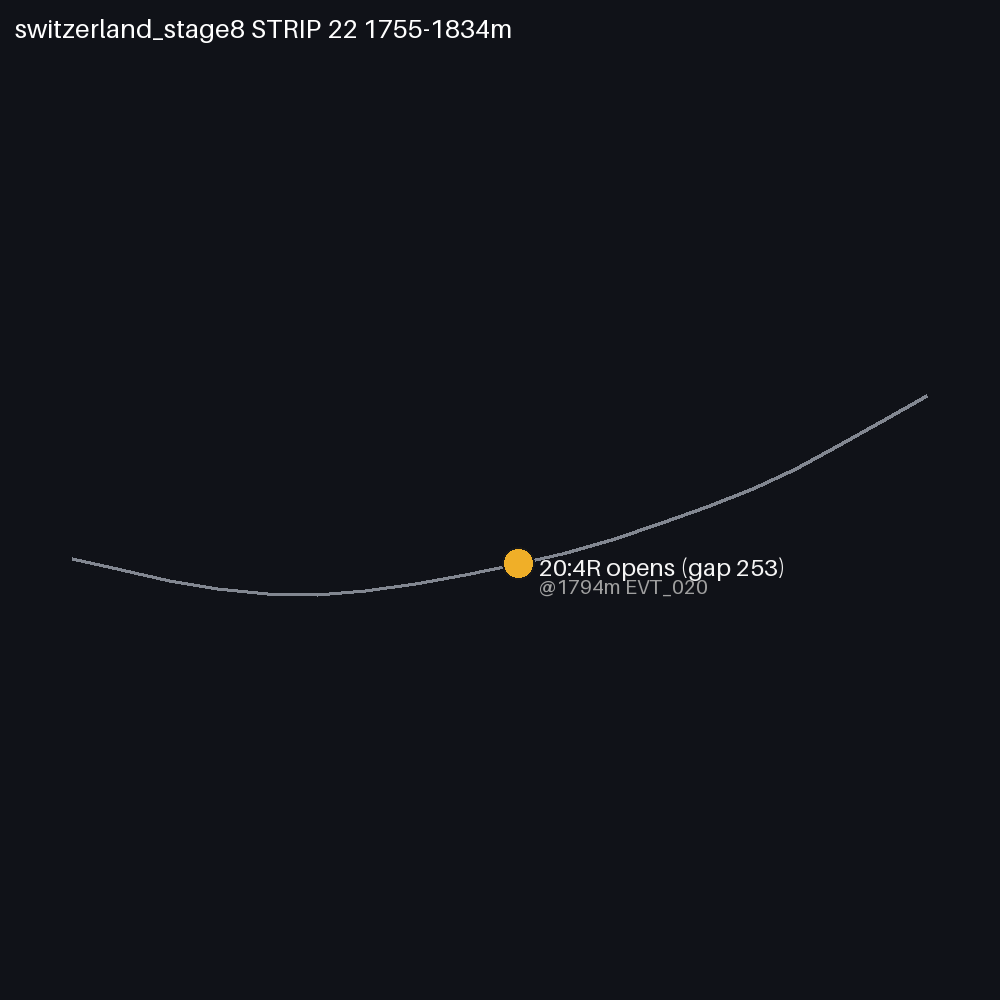 switzerland_stage8 STRIP 22 1755-1834m
20:4R opens (gap 253)
@1794m EVT_020